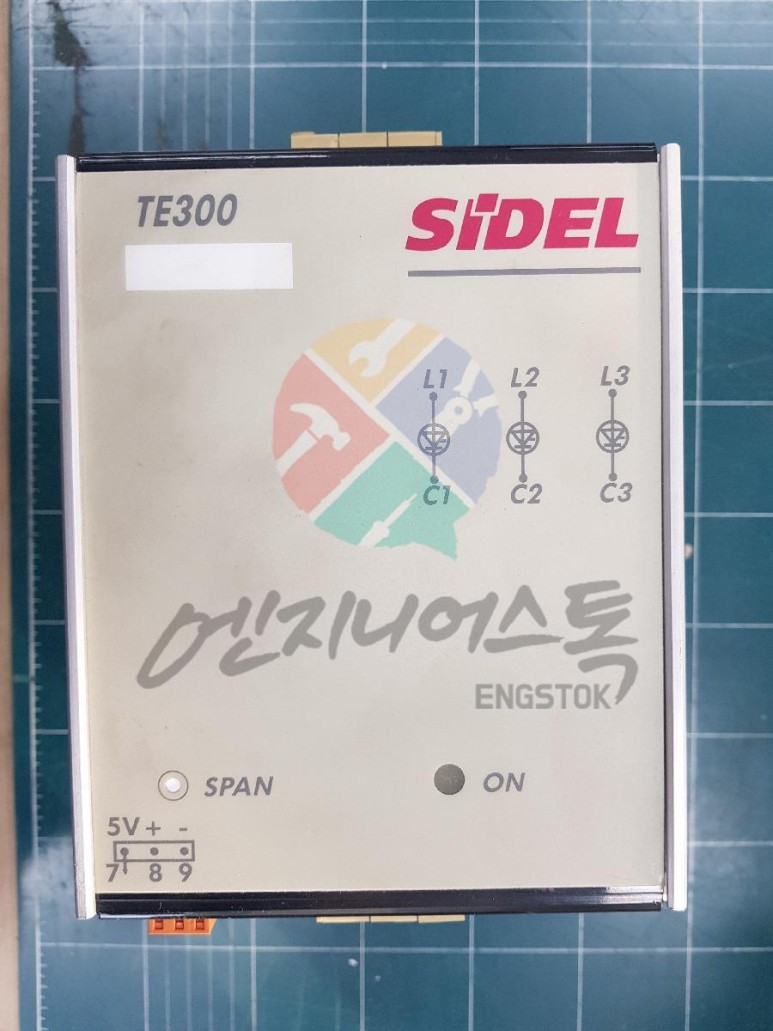 TE300
SiDEL
L1 L2 L3
C1 C2 C3
엔지니어스톡
ENGSTOK
SPAN ON
5V + -
7 8 9